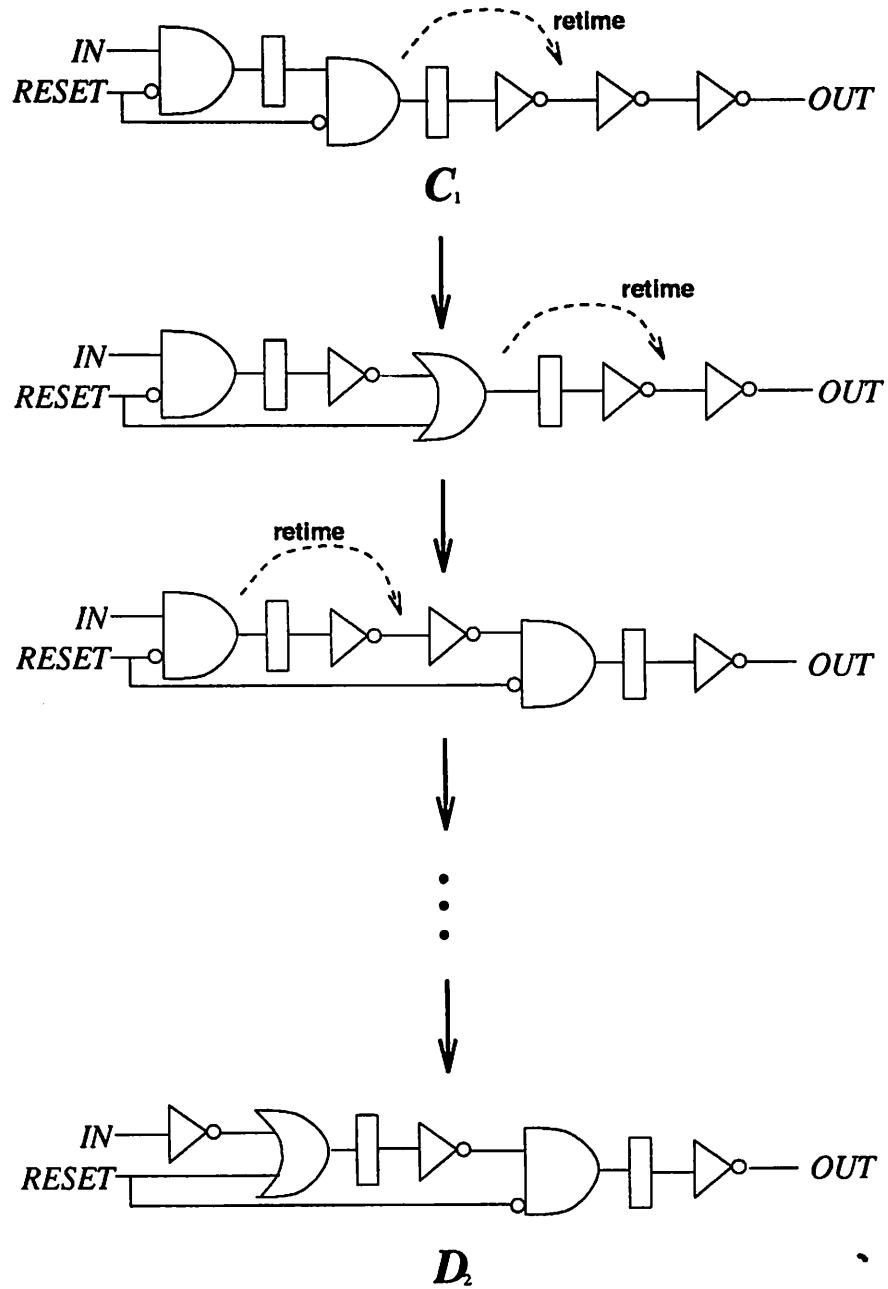 retime
IN
RESET
OUT
C₁
retime
IN
RESET
OUT
retime
IN
RESET
OUT
IN
RESET
OUT
D₂